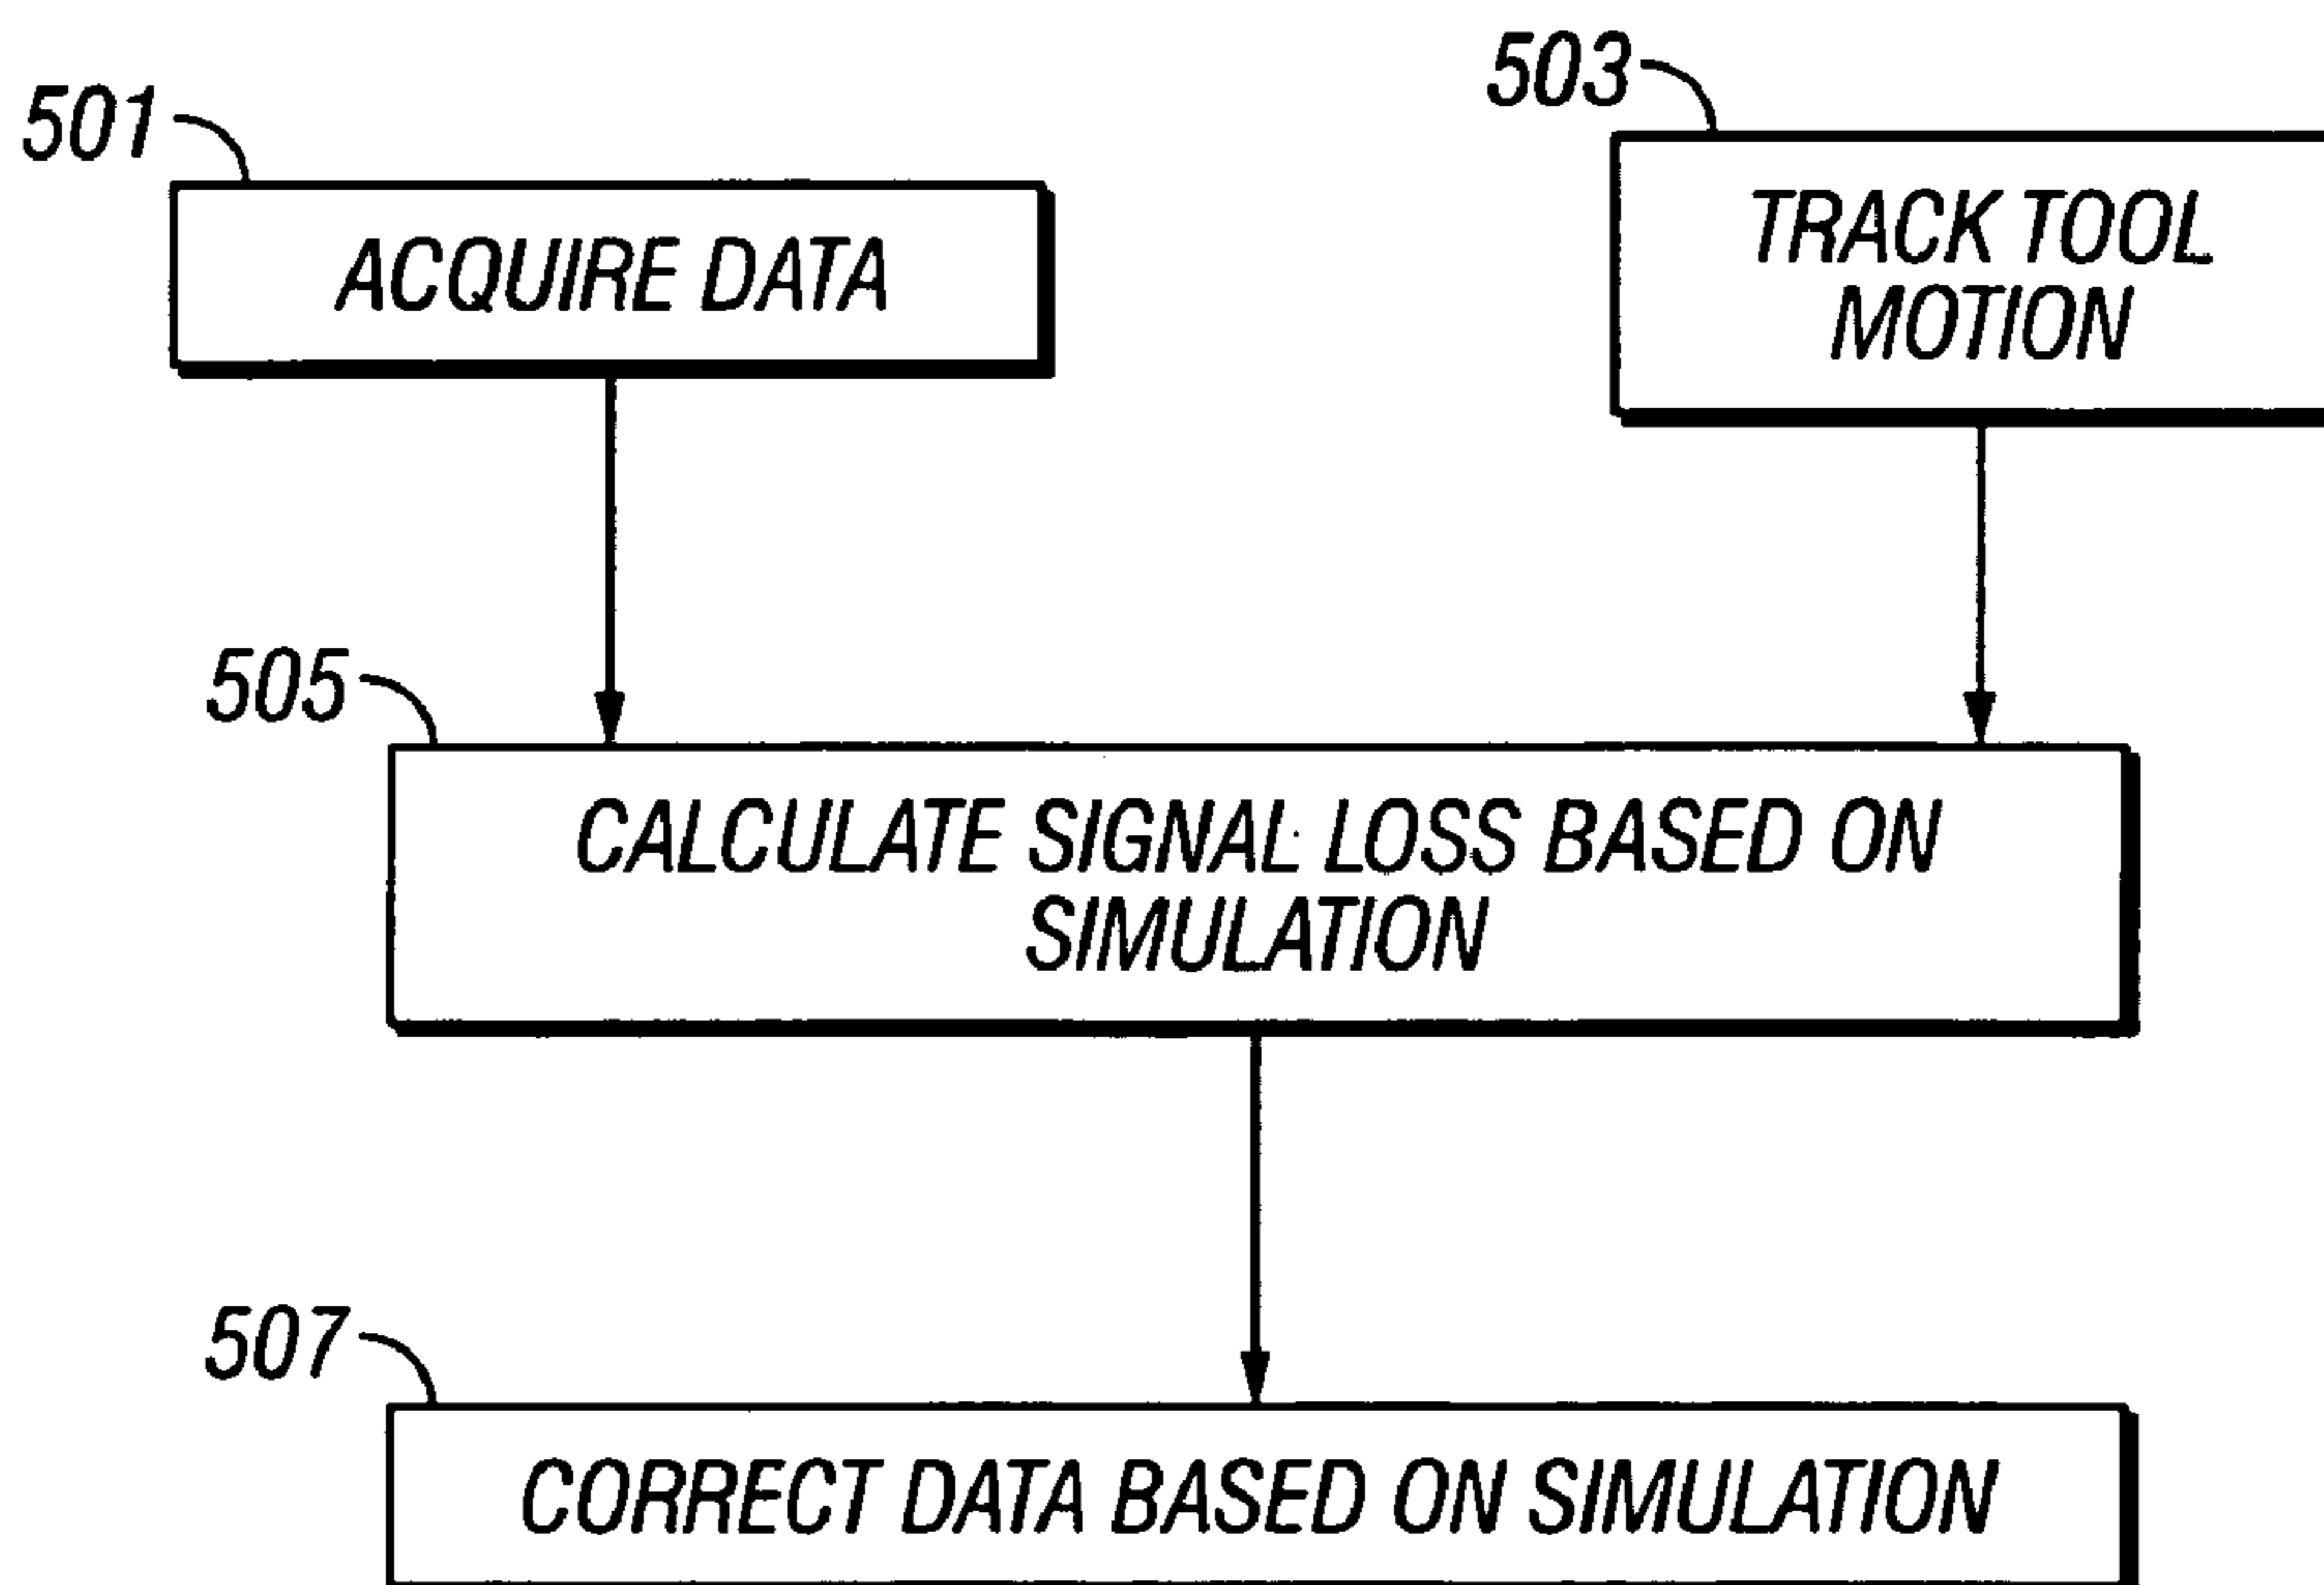 501
ACQUIRE DATA
503
TRACK TOOL
MOTION
505
CALCULATE SIGNAL LOSS BASED ON
SIMULATION
507
CORRECT DATA BASED ON SIMULATION